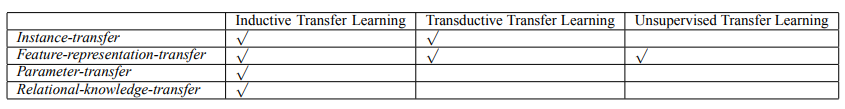 Inductive Transfer Learning Transductive Transfer Learning Unsupervised Transfer Learning
Instance-transfer √ √
Feature-representation-transfer √ √ √
Parameter-transfer √
Relational-knowledge-transfer √